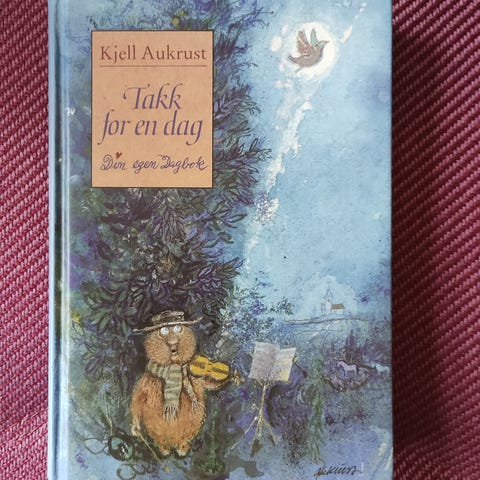 Kjell Aukrust
Takk
for en dag
Din egen Dagbok
Aukrust